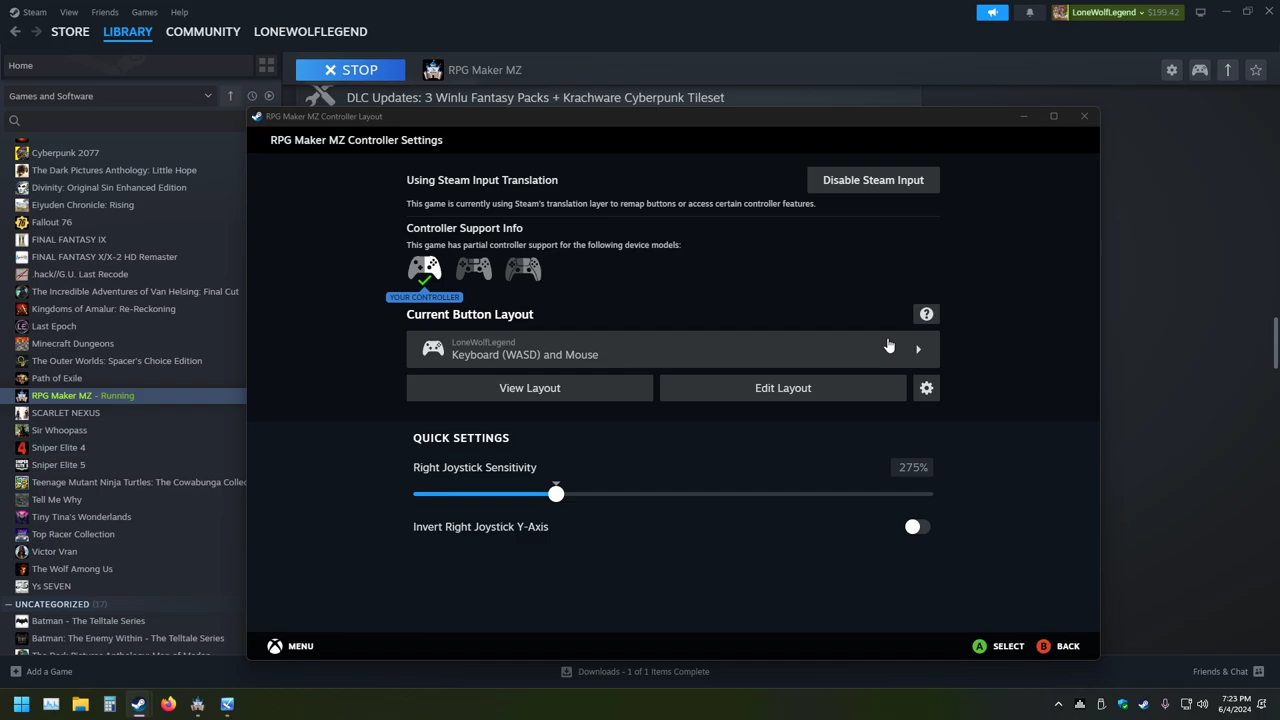 Steam View Friends Games Help
LoneWolfLegend $199.42
STORE LIBRARY COMMUNITY LONEWOLFLEGEND
Home
STOP RPG Maker MZ
Games and Software
DLC Updates: 3 Winlu Fantasy Packs + Krachware Cyberpunk Tileset
RPG Maker MZ Controller Layout
RPG Maker MZ Controller Settings
Cyberpunk 2077
The Dark Pictures Anthology: Little Hope
Divinity: Original Sin Enhanced Edition
Eiyuden Chronicle: Rising
Fallout 76
FINAL FANTASY IX
FINAL FANTASY X/X-2 HD Remaster
.hack//G.U. Last Recode
The Incredible Adventures of Van Helsing: Final Cut
Kingdoms of Amalur: Re-Reckoning
Last Epoch
Minecraft Dungeons
The Outer Worlds: Spacer's Choice Edition
Path of Exile
RPG Maker MZ - Running
SCARLET NEXUS
Sir Whoopass
Sniper Elite 4
Sniper Elite 5
Teenage Mutant Ninja Turtles: The Cowabunga Collec
Tell Me Why
Tiny Tina's Wonderlands
Top Racer Collection
Victor Vran
The Wolf Among Us
Ys SEVEN
UNCATEGORIZED (17)
Batman - The Telltale Series
Batman: The Enemy Within - The Telltale Series
Using Steam Input Translation
Disable Steam Input
This game is currently using Steam's translation layer to remap buttons or access certain controller features.
Controller Support Info
This game has partial controller support for the following device models:
YOUR CONTROLLER
Current Button Layout
?
LoneWolfLegend
Keyboard (WASD) and Mouse
View Layout Edit Layout
QUICK SETTINGS
Right Joystick Sensitivity 275%
Invert Right Joystick Y-Axis
MENU A SELECT B BACK
Add a Game Downloads - 1 of 1 Items Complete Friends & Chat
7:23 PM
6/4/2024